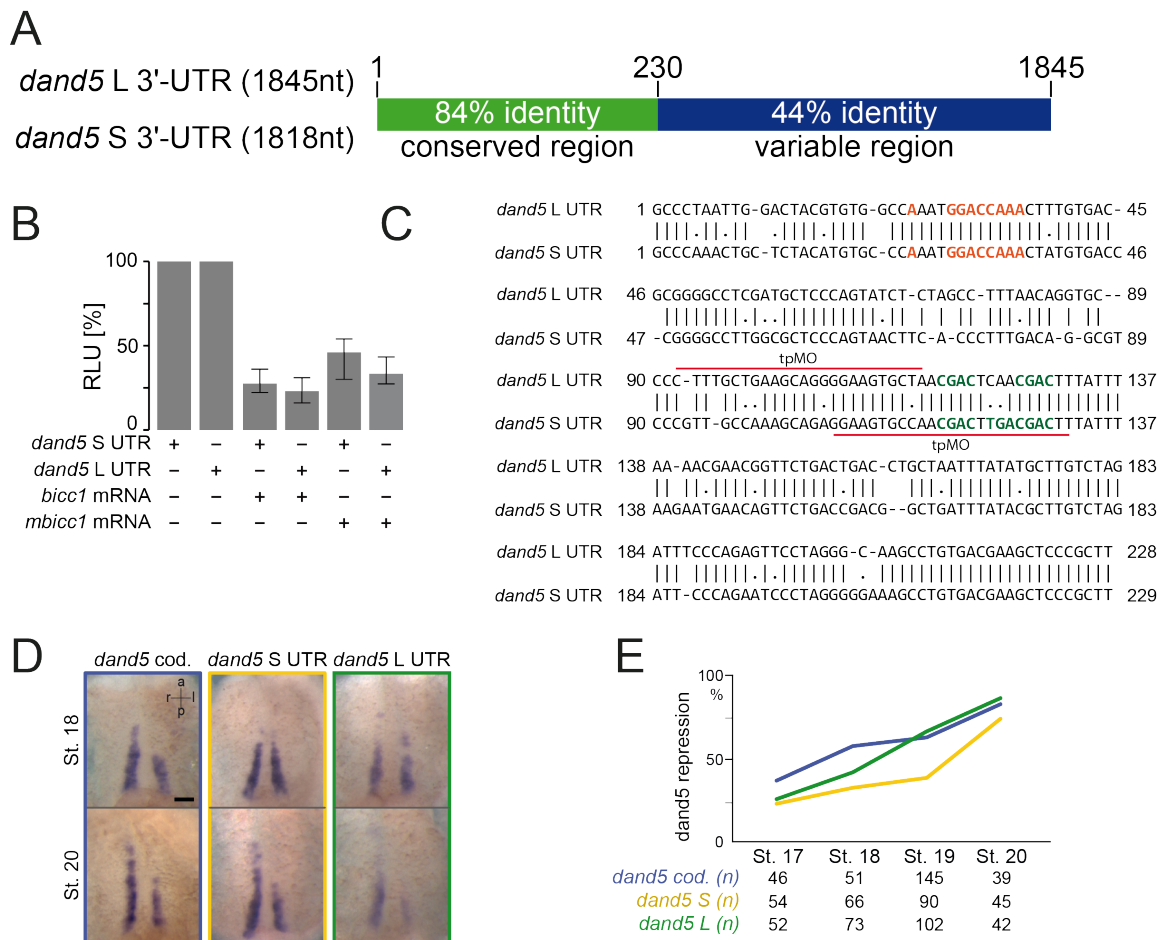 A
dand5 L 3'-UTR (1845nt)
dand5 S 3'-UTR (1818nt)
1 230 1845
84% identity 44% identity
conserved region variable region
B
RLU [%]
100
50
0
dand5 S UTR + – + – + –
dand5 L UTR – + – + – +
bicc1 mRNA – – + + – –
mbicc1 mRNA – – – – + +
C
dand5 L UTR 1 GCCCTAATTG-GACTACGTGTG-GCCAAATGGACCAAACTTTGTGAC- 45
dand5 S UTR 1 GCCCAAACTGC-TCTACATGTGC-CCAAATGGACCAAACTATGTGACC 46
dand5 L UTR 46 GCGGGGCCTCGATGCTCCCAGTATCT-CTAGCC-TTTAACAGGTGC-- 89
dand5 S UTR 47 -CGGGGCCTTGGCGCTCCCAGTAACTTC-A-CCCTTTGACA-G-GCGT 89
tpMO
dand5 L UTR 90 CCC-TTTGCTGAAGCAGGGGAAGTGCTAACGACTCAACGACTTTATTT 137
dand5 S UTR 90 CCCGTT-GCCAAAGCAGAGGAAGTGCCAACGACTTGACGACTTTATTT 137
tpMO
dand5 L UTR 138 AA-AACGAACGGTTCTGACTGAC-CTGCTAATTTATATGCTTGTCTAG 183
dand5 S UTR 138 AAGAATGAACAGTTCTGACCGACG--GCTGATTTATACGCTTGTCTAG 183
dand5 L UTR 184 ATTTCCCAGAGTTCCTAGGG-C-AAGCCTGTGACGAAGCTCCCGCTT 228
dand5 S UTR 184 ATT-CCCAGAATCCCTAGGGGGAAAGCCTGTGACGAAGCTCCCGCTT 229
D
dand5 cod. dand5 S UTR dand5 L UTR
a
r l
p
St. 18
St. 20
E
dand5 repression
100
%
50
0
St. 17 St. 18 St. 19 St. 20
dand5 cod. (n) 46 51 145 39
dand5 S (n) 54 66 90 45
dand5 L (n) 52 73 102 42